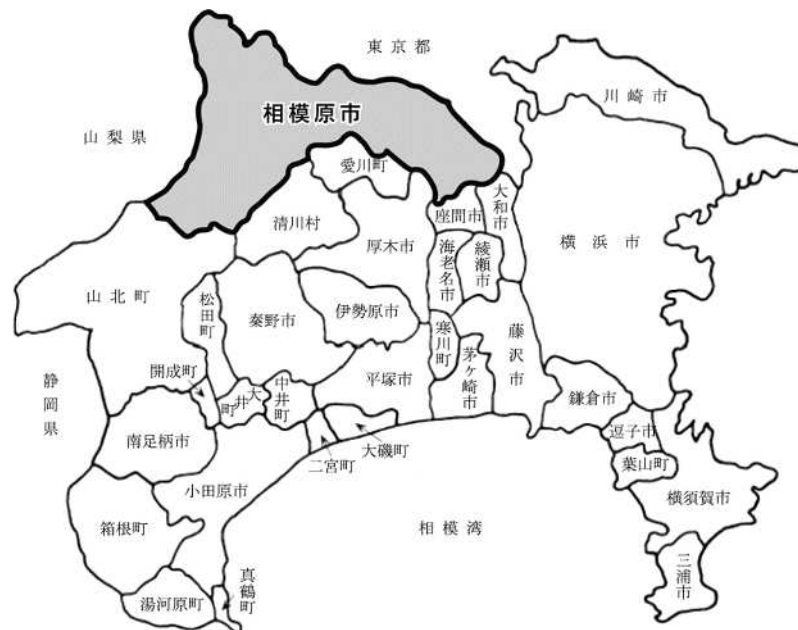 東京都
川崎市
相模原市
山梨県
愛川町
大和市
座間市
清川村
厚木市
横浜市
海老名市
綾瀬市
山北町
松田町
秦野市
伊勢原市
寒川町
藤沢市
茅ヶ崎市
開成町
静岡県
大井町
中井町
平塚市
鎌倉市
南足柄市
逗子市
大磯町
二宮町
葉山町
小田原市
横須賀市
箱根町
相模湾
三浦市
真鶴町
湯河原町